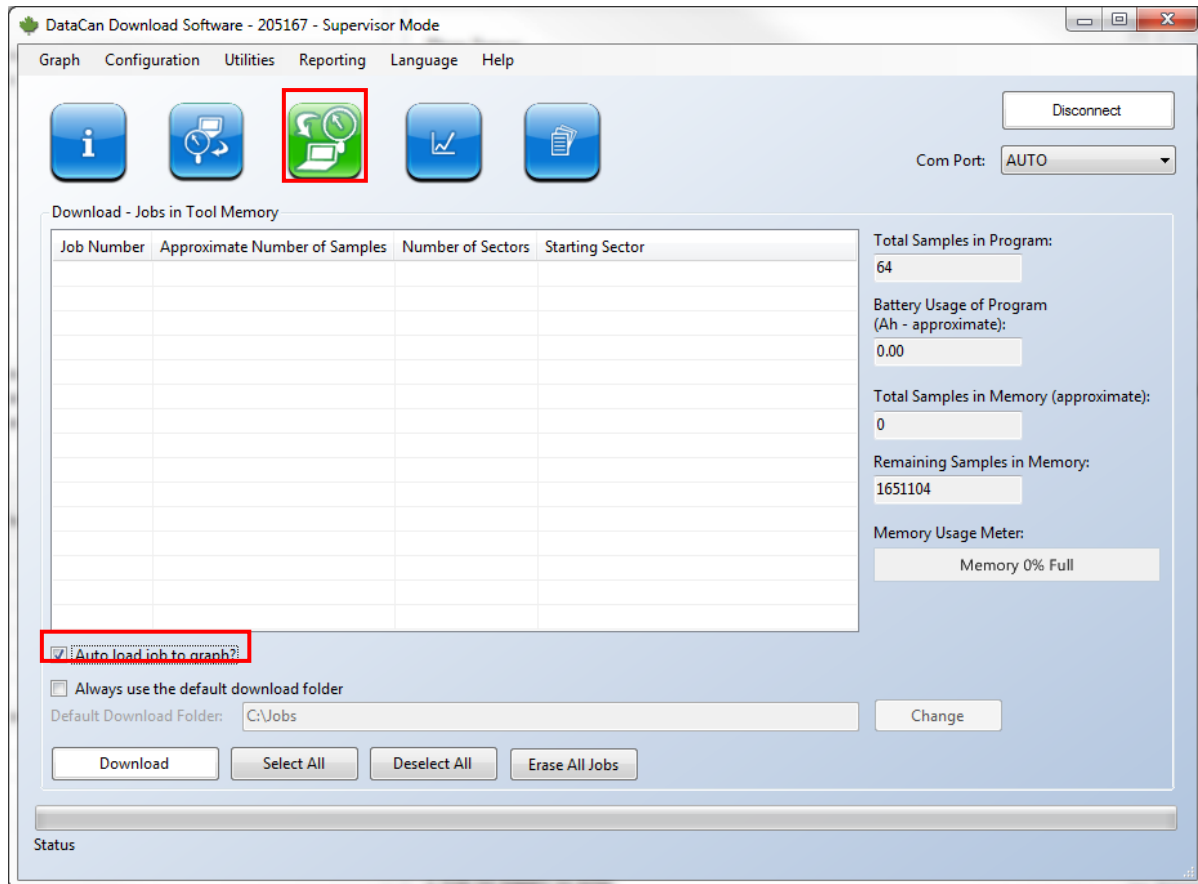 DataCan Download Software - 205167 - Supervisor Mode
Graph Configuration Utilities Reporting Language Help
i
Disconnect
Com Port: AUTO
Download - Jobs in Tool Memory
Job Number Approximate Number of Samples Number of Sectors Starting Sector
Total Samples in Program:
64
Battery Usage of Program
(Ah - approximate):
0.00
Total Samples in Memory (approximate):
0
Remaining Samples in Memory:
1651104
Memory Usage Meter:
Memory 0% Full
Auto load job to graph?
Always use the default download folder
Default Download Folder: C:\Jobs Change
Download Select All Deselect All Erase All Jobs
Status